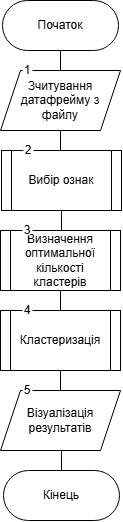 Початок
1
Зчитування
датафрейму з
файлу
2
Вибір ознак
3
Визначення
оптимальної
кількості
кластерів
4
Кластеризація
5
Візуалізація
результатів
Кінець